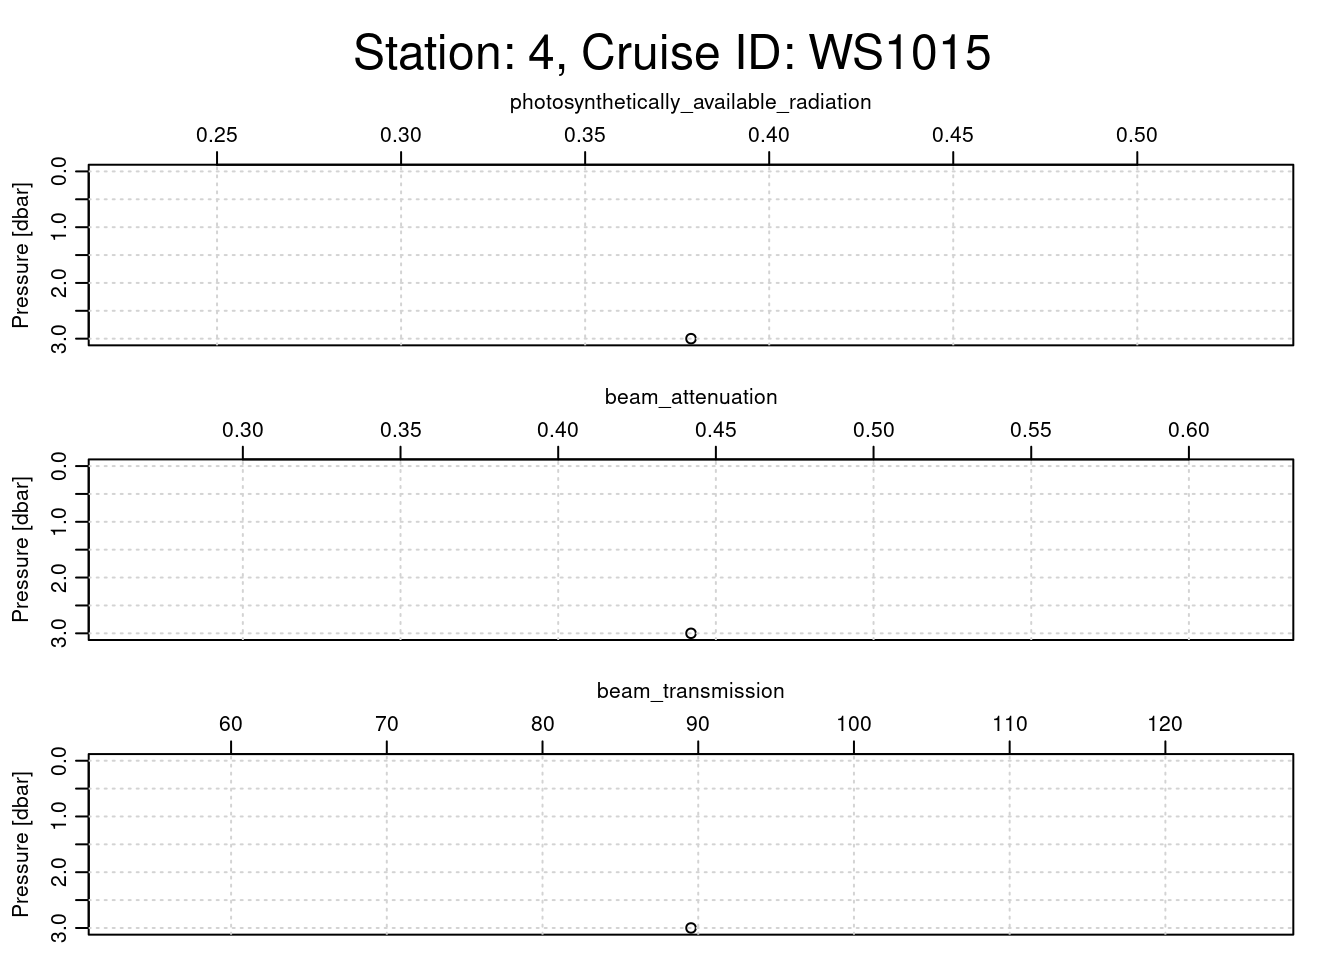 Station: 4, Cruise ID: WS1015
photosynthetically_available_radiation
0.25 0.30 0.35 0.40 0.45 0.50
Pressure [dbar]
0.0
1.0
2.0
3.0
beam_attenuation
0.30 0.35 0.40 0.45 0.50 0.55 0.60
Pressure [dbar]
0.0
1.0
2.0
3.0
beam_transmission
60 70 80 90 100 110 120
Pressure [dbar]
0.0
1.0
2.0
3.0